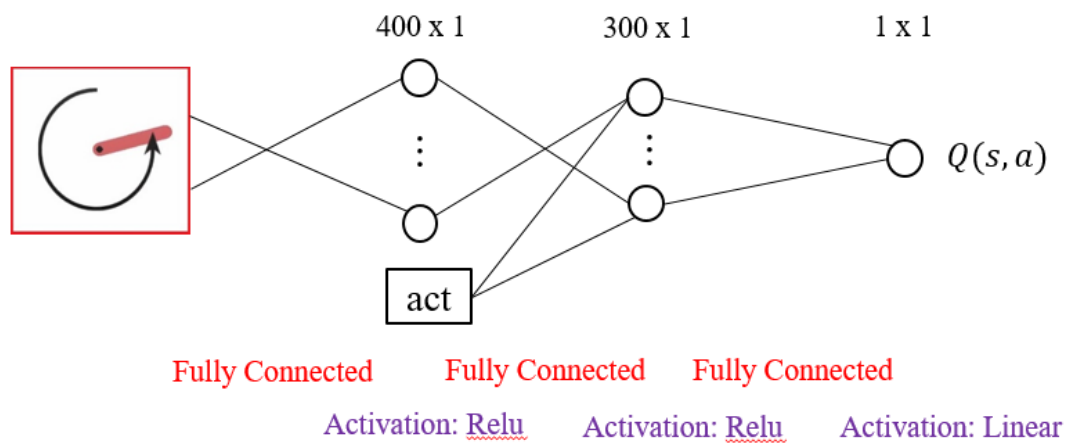 400 x 1 300 x 1 1 x 1
Q(s, a)
act
Fully Connected Fully Connected Fully Connected
Activation: Relu Activation: Relu Activation: Linear